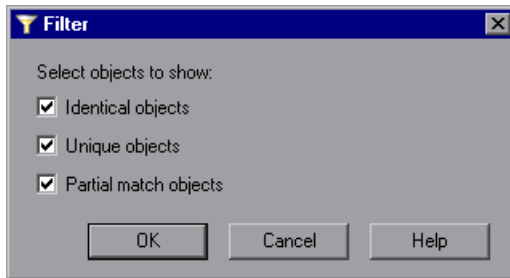 Filter
Select objects to show:
Identical objects
Unique objects
Partial match objects
OK Cancel Help